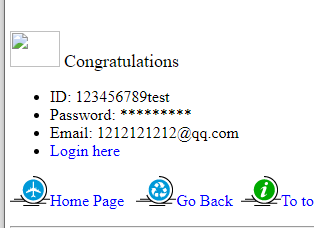 Congratulations
ID: 123456789test
Password: *********
Email: 1212121212@qq.com
Login here
Home Page Go Back To to